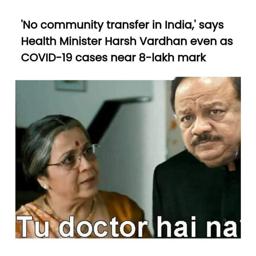 'No community transfer in India,' says
Health Minister Harsh Vardhan even as
COVID-19 cases near 8-lakh mark
Tu doctor hai na